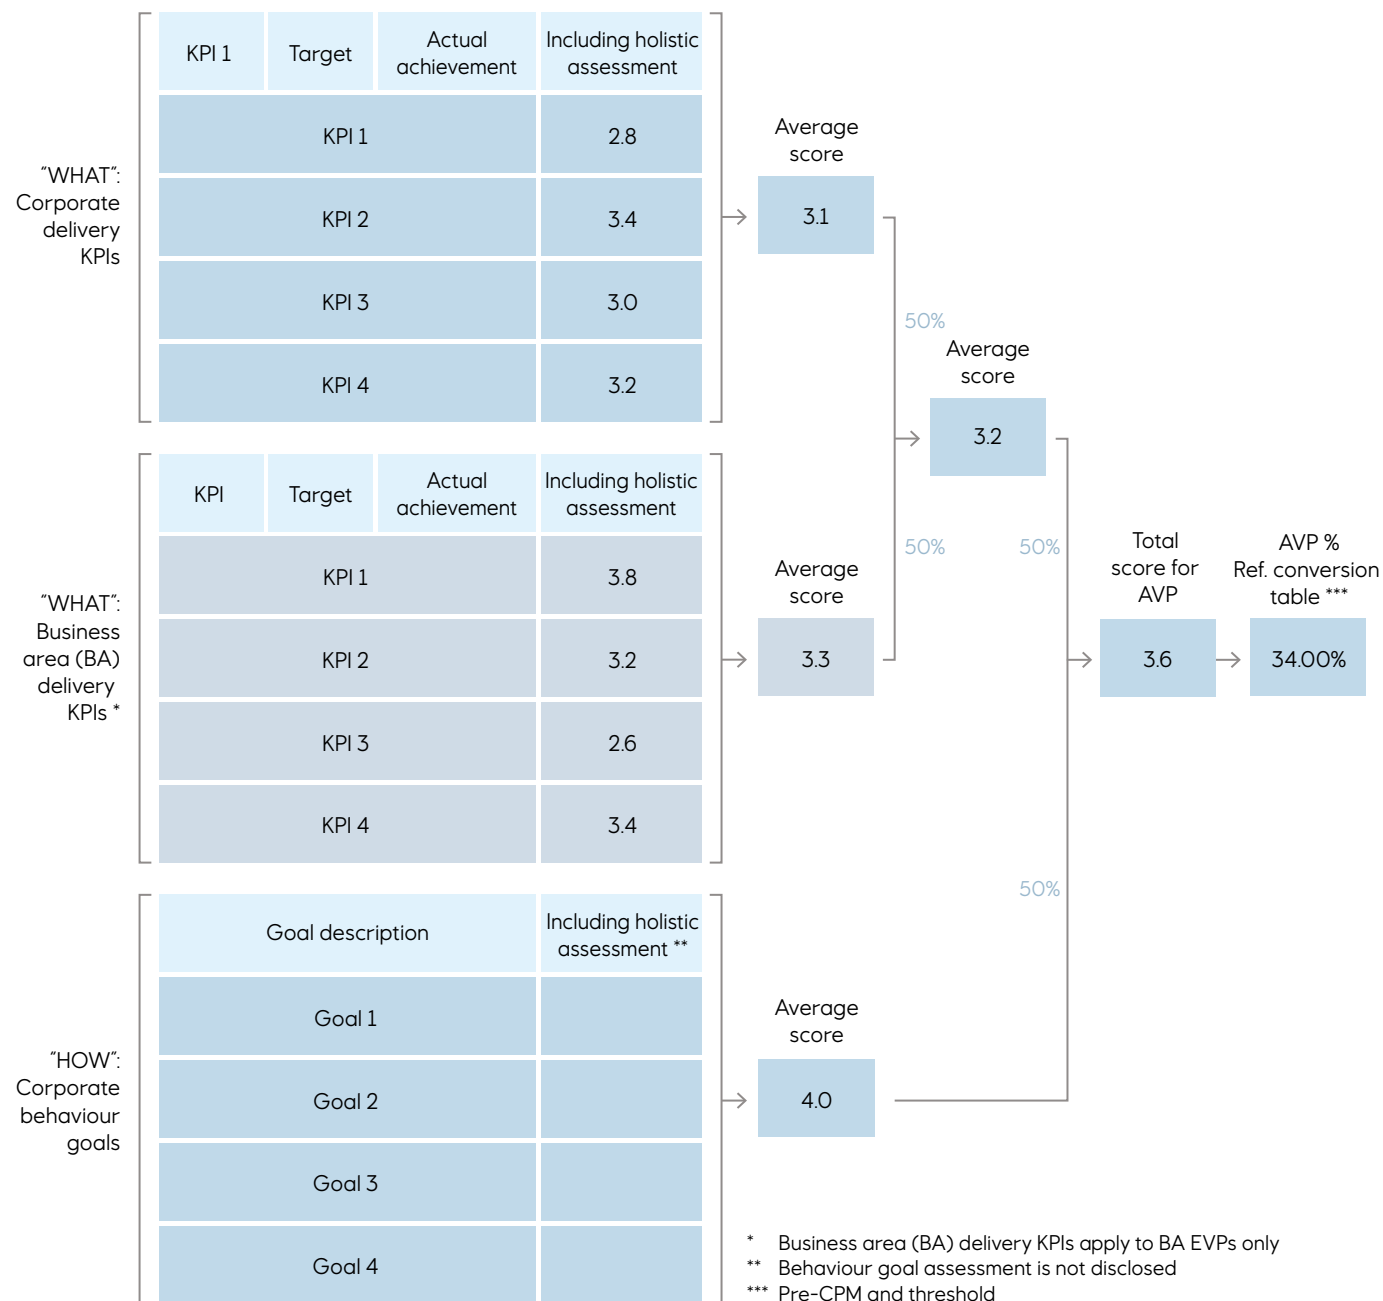 "WHAT":
Corporate
delivery
KPIs
KPI 1
Target
Actual
achievement
Including holistic
assessment
KPI 1
2.8
KPI 2
3.4
KPI 3
3.0
KPI 4
3.2
Average
score
3.1
50%
"WHAT":
Business
area (BA)
delivery
KPIs *
KPI
Target
Actual
achievement
Including holistic
assessment
KPI 1
3.8
KPI 2
3.2
KPI 3
2.6
KPI 4
3.4
Average
score
3.3
50%
Average
score
3.2
50%
"HOW":
Corporate
behaviour
goals
Goal description
Including holistic
assessment **
Goal 1
Goal 2
Goal 3
Goal 4
Average
score
4.0
50%
Total
score for
AVP
3.6
AVP %
Ref. conversion
table ***
34.00%
* Business area (BA) delivery KPIs apply to BA EVPs only
** Behaviour goal assessment is not disclosed
*** Pre-CPM and threshold